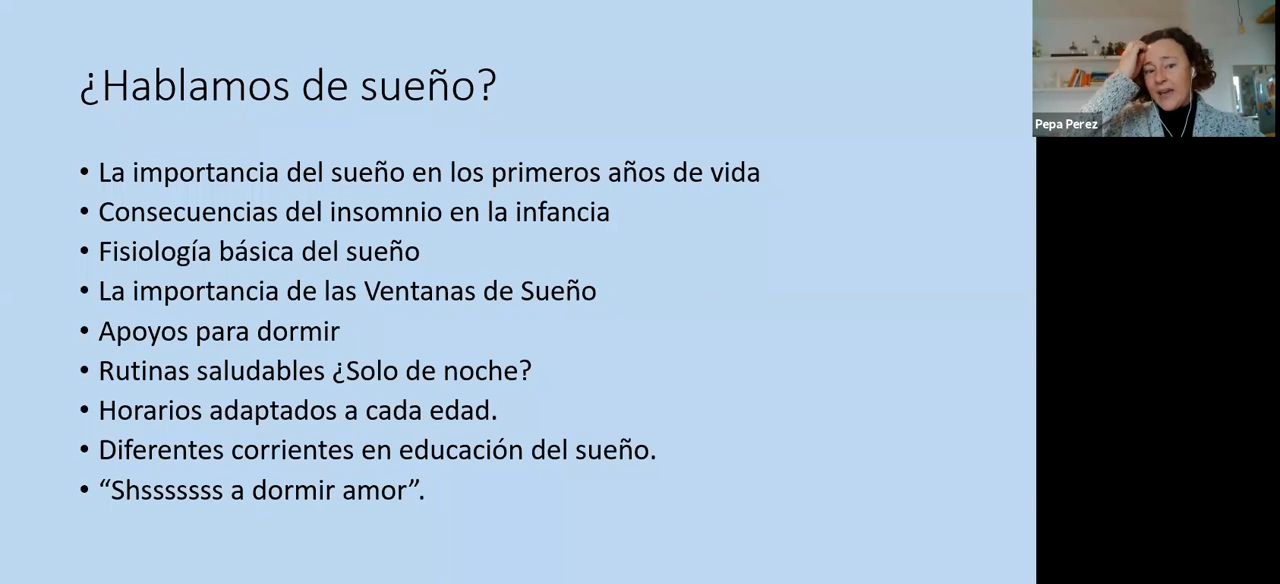 ¿Hablamos de sueño?
• La importancia del sueño en los primeros años de vida
• Consecuencias del insomnio en la infancia
• Fisiología básica del sueño
• La importancia de las Ventanas de Sueño
• Apoyos para dormir
• Rutinas saludables ¿Solo de noche?
• Horarios adaptados a cada edad.
• Diferentes corrientes en educación del sueño.
• “Shsssssss a dormir amor”.
Pepa Perez